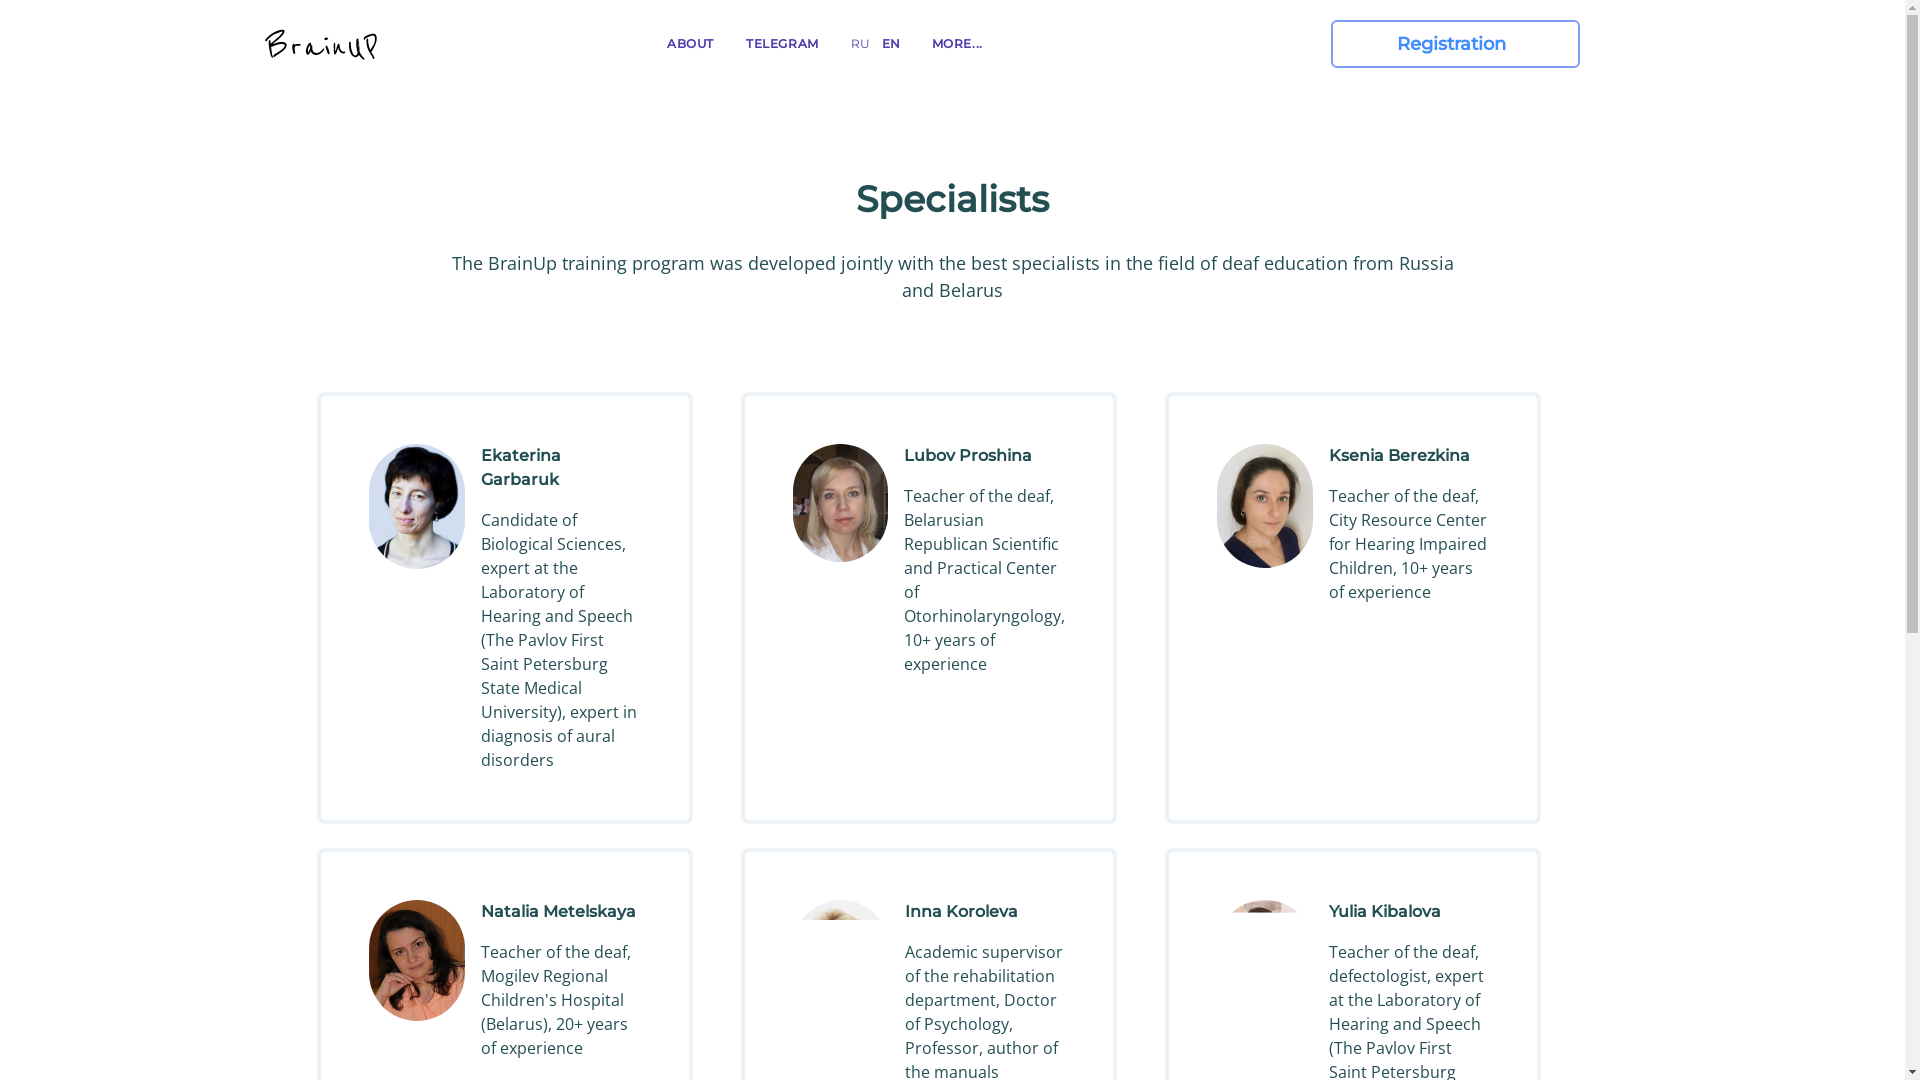 BrainUP
ABOUT
TELEGRAM
RU
EN
MORE...
Registration
Specialists
The BrainUp training program was developed jointly with the best specialists in the field of deaf education from Russia
and Belarus
Ekaterina
Garbaruk
Candidate of
Biological Sciences,
expert at the
Laboratory of
Hearing and Speech
(The Pavlov First
Saint Petersburg
State Medical
University), expert in
diagnosis of aural
disorders
Lubov Proshina
Teacher of the deaf,
Belarusian
Republican Scientific
and Practical Center
of
Otorhinolaryngology,
10+ years of
experience
Ksenia Berezkina
Teacher of the deaf,
City Resource Center
for Hearing Impaired
Children, 10+ years
of experience
Natalia Metelskaya
Teacher of the deaf,
Mogilev Regional
Children's Hospital
(Belarus), 20+ years
of experience
Inna Koroleva
Academic supervisor
of the rehabilitation
department, Doctor
of Psychology,
Professor, author of
the manuals
Yulia Kibalova
Teacher of the deaf,
defectologist, expert
at the Laboratory of
Hearing and Speech
(The Pavlov First
Saint Petersburg